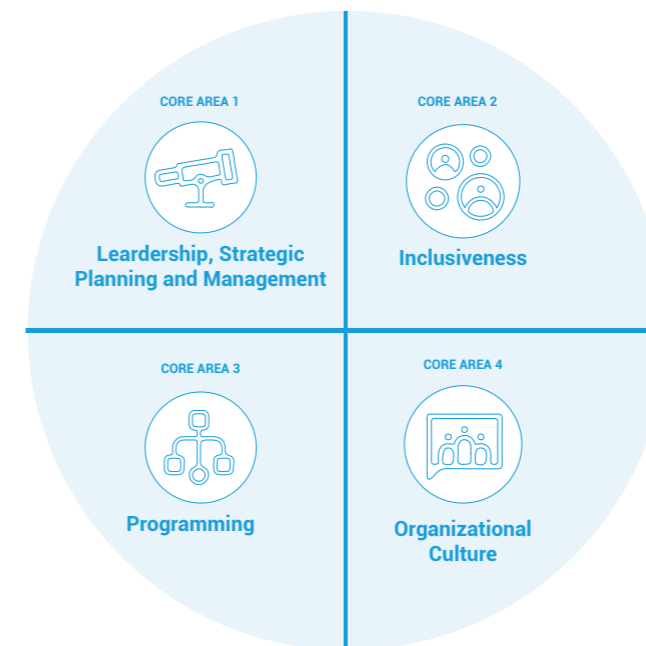 CORE AREA 1
Leardership, Strategic
Planning and Management
CORE AREA 2
Inclusiveness
CORE AREA 3
Programming
CORE AREA 4
Organizational
Culture